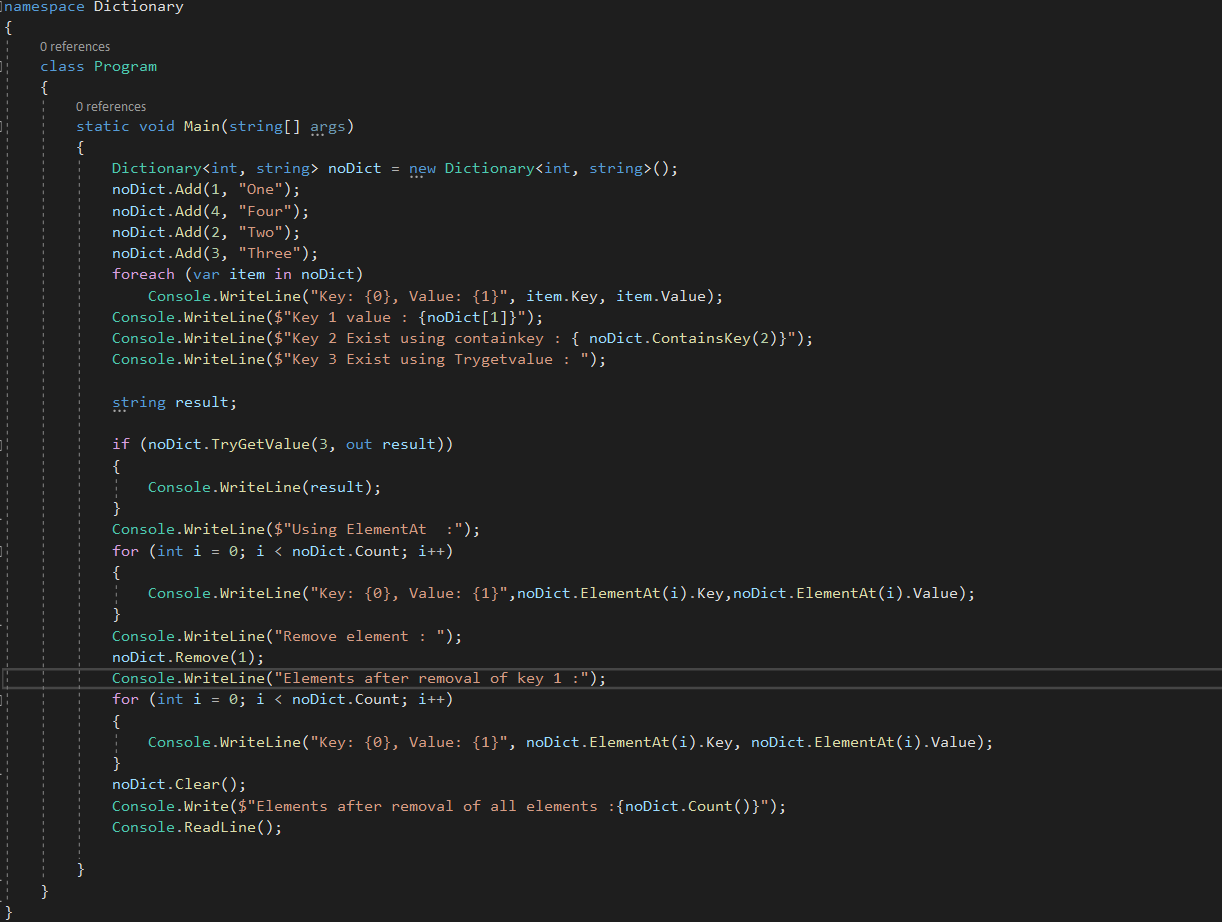 namespace Dictionary
{
0 references
class Program
{
0 references
static void Main(string[] args)
{
Dictionary<int, string> noDict = new Dictionary<int, string>();
noDict.Add(1, "One");
noDict.Add(4, "Four");
noDict.Add(2, "Two");
noDict.Add(3, "Three");
foreach (var item in noDict)
Console.WriteLine("Key: {0}, Value: {1}", item.Key, item.Value);
Console.WriteLine($"Key 1 value : {noDict[1]}");
Console.WriteLine($"Key 2 Exist using containkey : { noDict.ContainsKey(2)}");
Console.WriteLine($"Key 3 Exist using Trygetvalue : ");
string result;
if (noDict.TryGetValue(3, out result))
{
Console.WriteLine(result);
}
Console.WriteLine($"Using ElementAt  :");
for (int i = 0; i < noDict.Count; i++)
{
Console.WriteLine("Key: {0}, Value: {1}",noDict.ElementAt(i).Key,noDict.ElementAt(i).Value);
}
Console.WriteLine("Remove element : ");
noDict.Remove(1);
Console.WriteLine("Elements after removal of key 1 :");
for (int i = 0; i < noDict.Count; i++)
{
Console.WriteLine("Key: {0}, Value: {1}", noDict.ElementAt(i).Key, noDict.ElementAt(i).Value);
}
noDict.Clear();
Console.Write($"Elements after removal of all elements :{noDict.Count()}");
Console.ReadLine();
}
}
}